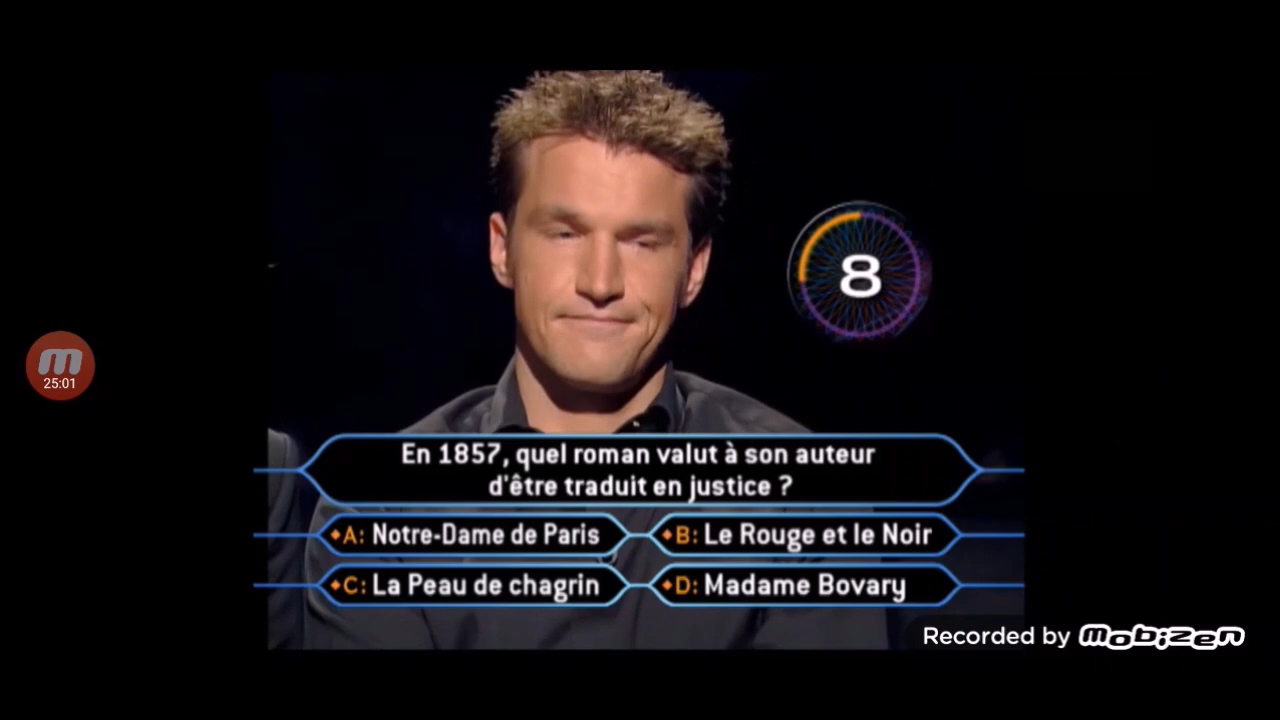 8
En 1857, quel roman valut à son auteur
d'être traduit en justice ?
A: Notre-Dame de Paris
B: Le Rouge et le Noir
C: La Peau de chagrin
D: Madame Bovary
25:01
Recorded by mobizen